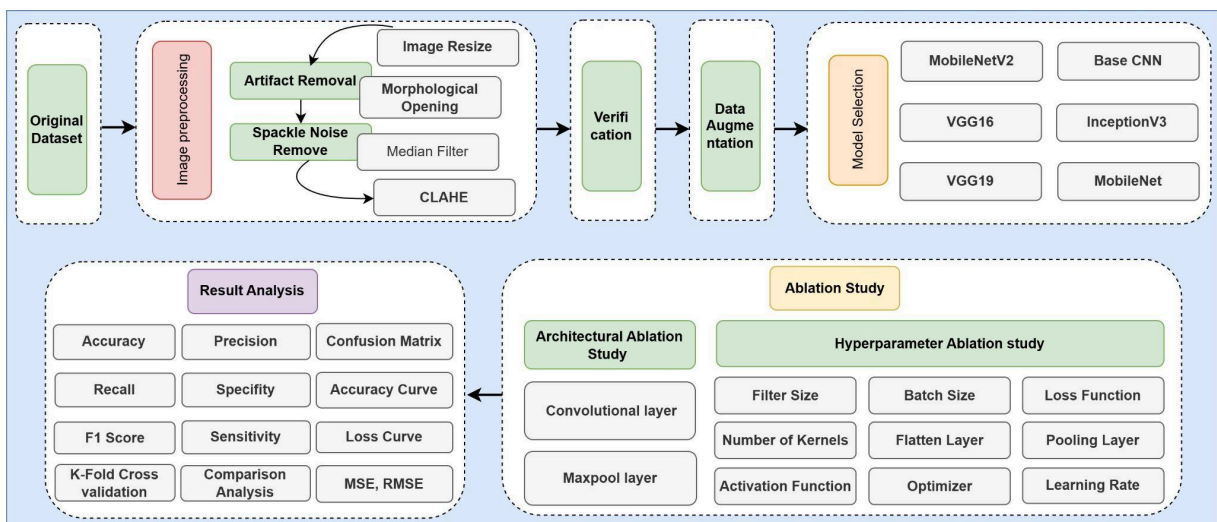 Original
Dataset
Image preprocessing
Image Resize
Artifact Removal
Morphological
Opening
Spackle Noise
Remove
Median Filter
CLAHE
Verifi
cation
Data
Augme
ntation
Model Selection
MobileNetV2
Base CNN
VGG16
InceptionV3
VGG19
MobileNet
Result Analysis
Accuracy
Precision
Confusion Matrix
Recall
Specifity
Accuracy Curve
F1 Score
Sensitivity
Loss Curve
K-Fold Cross
validation
Comparison
Analysis
MSE, RMSE
Ablation Study
Architectural Ablation
Study
Convolutional layer
Maxpool layer
Hyperparameter Ablation study
Filter Size
Batch Size
Loss Function
Number of Kernels
Flatten Layer
Pooling Layer
Activation Function
Optimizer
Learning Rate